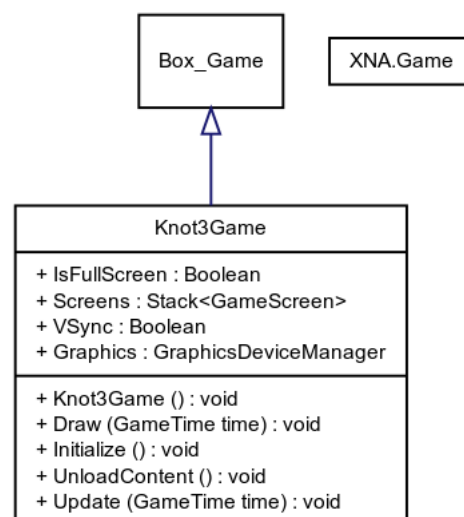 Box_Game
XNA.Game
Knot3Game
+ IsFullScreen : Boolean
+ Screens : Stack<GameScreen>
+ VSync : Boolean
+ Graphics : GraphicsDeviceManager
+ Knot3Game () : void
+ Draw (GameTime time) : void
+ Initialize () : void
+ UnloadContent () : void
+ Update (GameTime time) : void